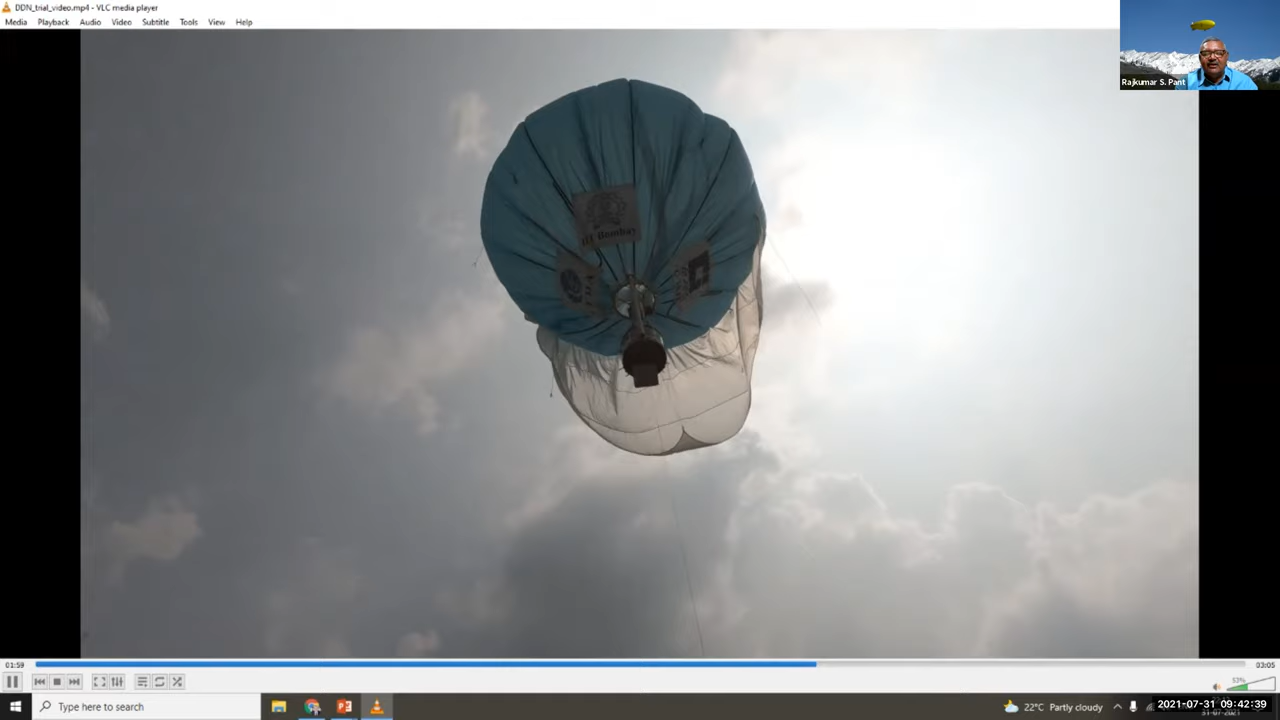 DDN_trial_video.mp4 - VLC media player
Media Playback Audio Video Subtitle Tools View Help
Rajkumar S. Pant
IIT Bombay
01:59
03:05
53%
Type here to search
22°C Partly cloudy
2021-07-31 09:42:39